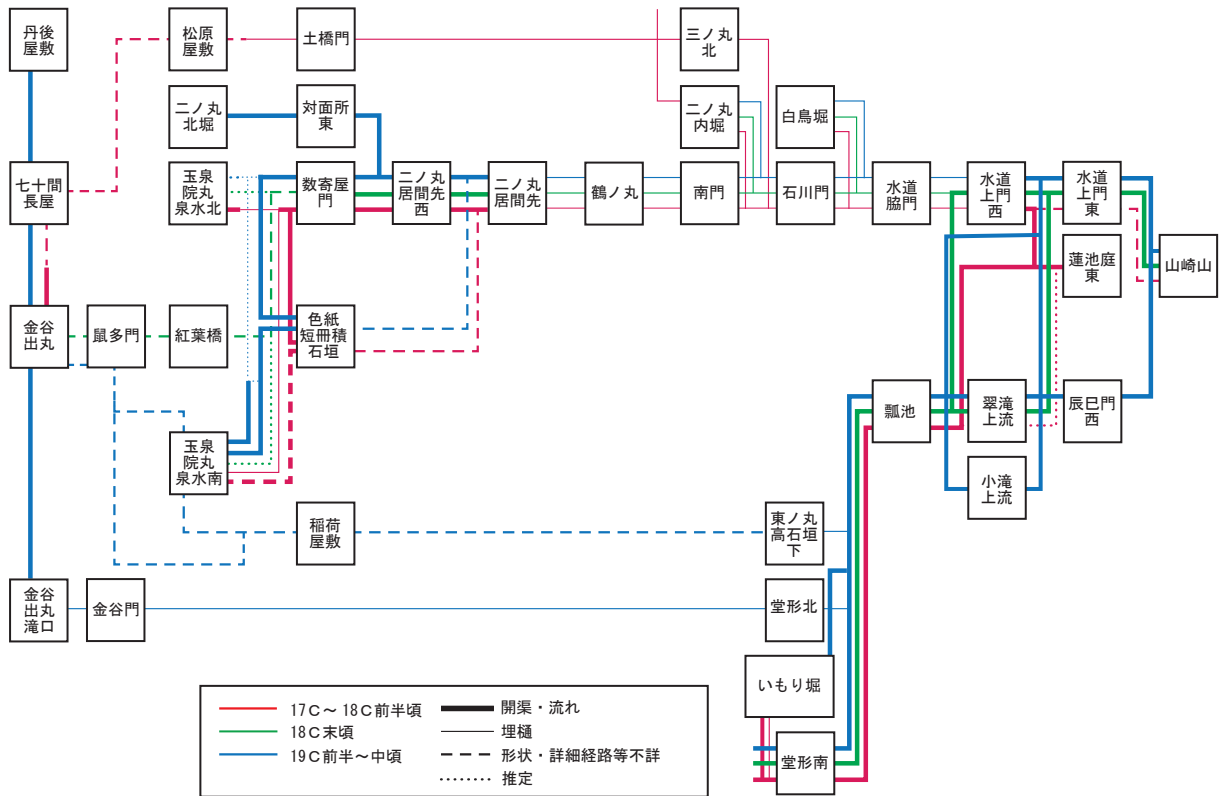 丹後
屋敷
松原
屋敷
土橋門
三ノ丸
北
二ノ丸
北堀
対面所
東
二ノ丸
内堀
白鳥堀
七十間
長屋
玉泉
院丸
泉水北
数寄屋
門
二ノ丸
居間先
西
二ノ丸
居間先
鶴ノ丸
南門
石川門
水道
脇門
水道
上門
西
水道
上門
東
蓮池庭
東
山崎山
金谷
出丸
鼠多門
紅葉橋
色紙
短冊積
石垣
瓢池
翠滝
上流
辰巳門
西
玉泉
院丸
泉水南
小滝
上流
稲荷
屋敷
東ノ丸
高石垣
下
金谷
出丸
滝口
金谷門
堂形北
いもり堀
堂形南
17C～18C前半頃
18C末頃
19C前半～中頃
開渠・流れ
埋樋
形状・詳細経路等不詳
推定